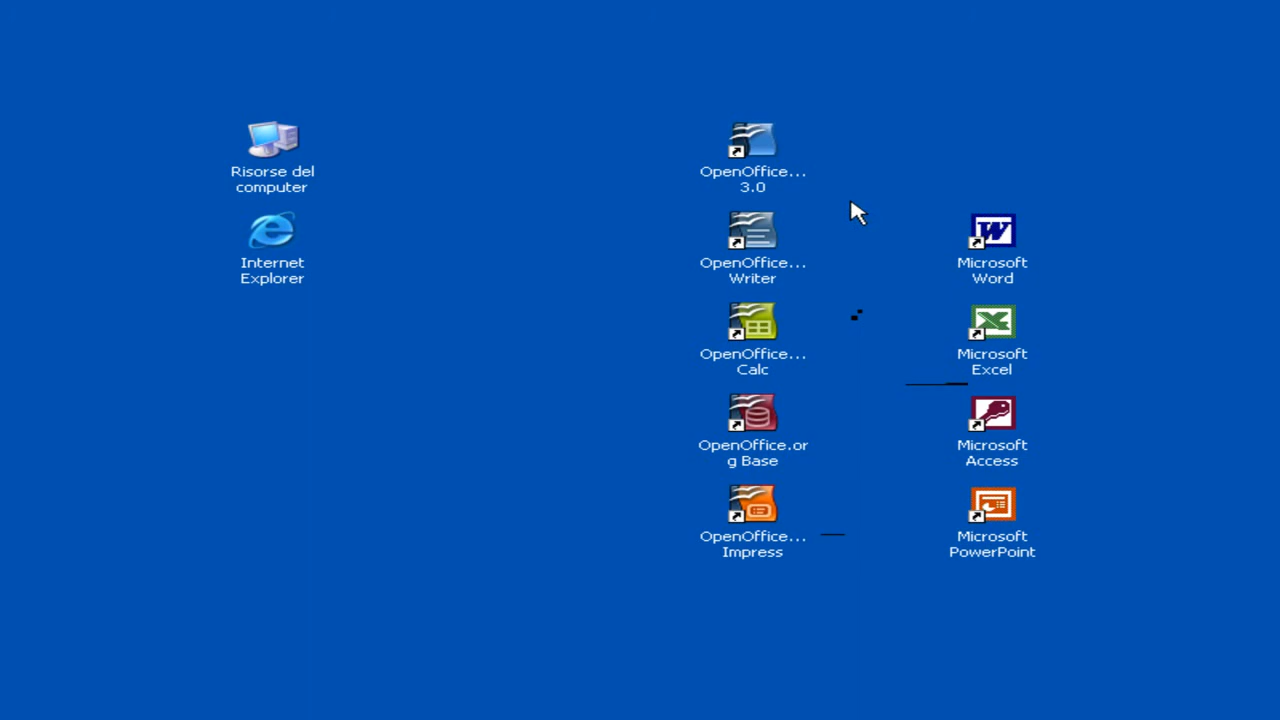 Risorse del
computer
Internet
Explorer
OpenOffice...
3.0
OpenOffice...
Writer
OpenOffice...
Calc
OpenOffice.or
g Base
OpenOffice...
Impress
W
Microsoft
Word
Microsoft
Excel
Microsoft
Access
Microsoft
PowerPoint